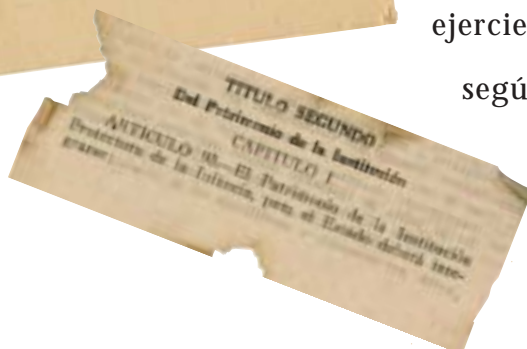 ejercie
segú
TITULO SEGUNDO
Del Patrimonio de la Institución
CAPITULO I
ARTICULO El Patrimonio de la Institución
Protectora de la Infancia, para el Estado deberá inte-
grarse: